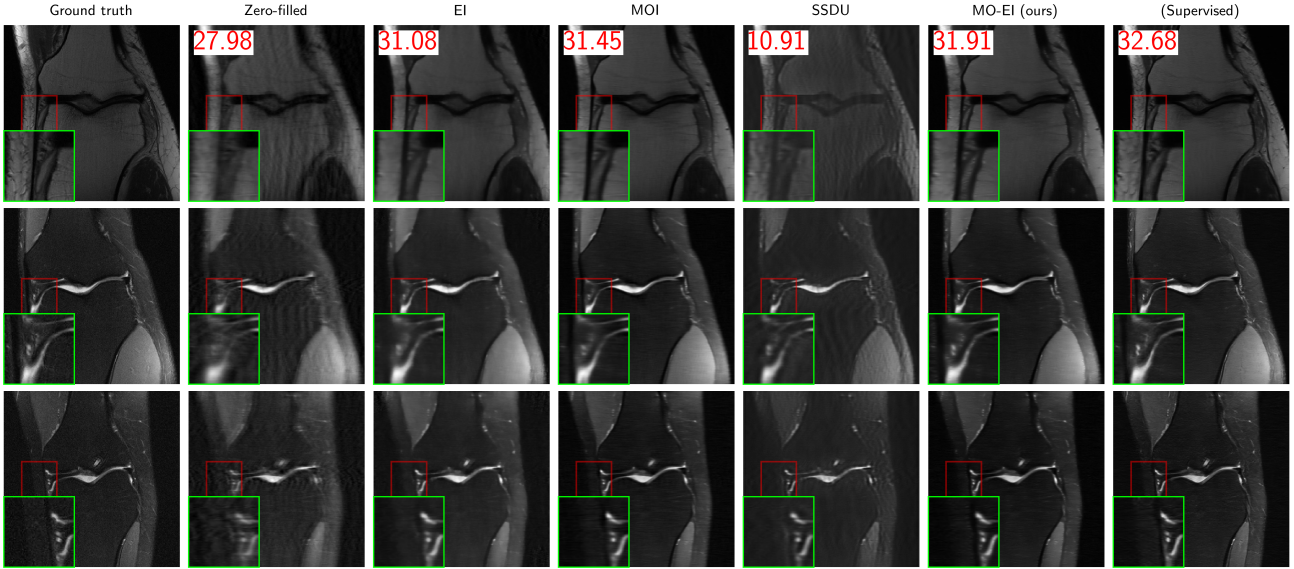 Ground truth Zero-filled EI MOI SSDU MO-EI (ours) (Supervised)
27.98 31.08 31.45 10.91 31.91 32.68